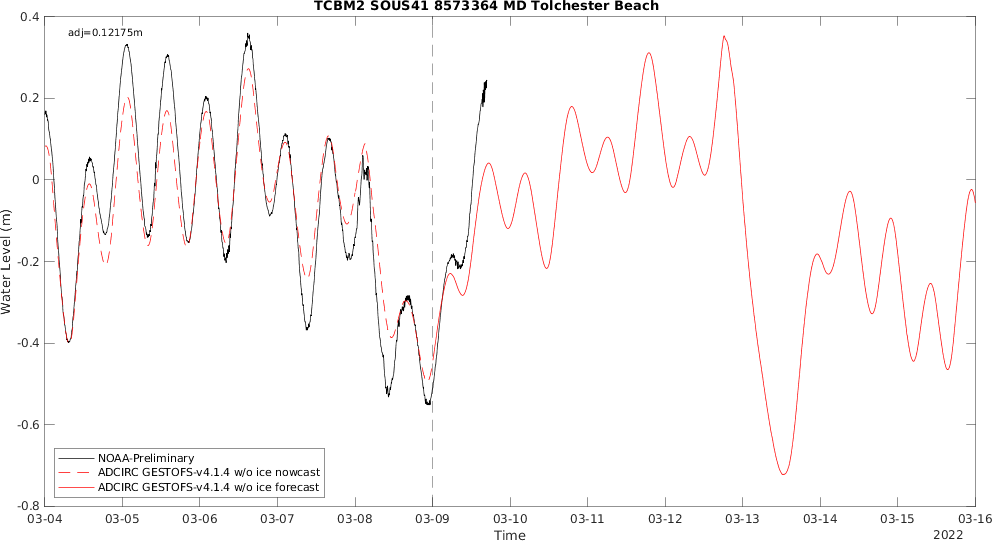 TCBM2 SOUS41 8573364 MD Tolchester Beach
adj=0.12175m
0.4
0.2
0
-0.2
-0.4
-0.6
-0.8
Water Level (m)
NOAA-Preliminary
ADCIRC GESTOFS-v4.1.4 w/o ice nowcast
ADCIRC GESTOFS-v4.1.4 w/o ice forecast
03-04 03-05 03-06 03-07 03-08 03-09 03-10 03-11 03-12 03-13 03-14 03-15 03-16
Time
2022